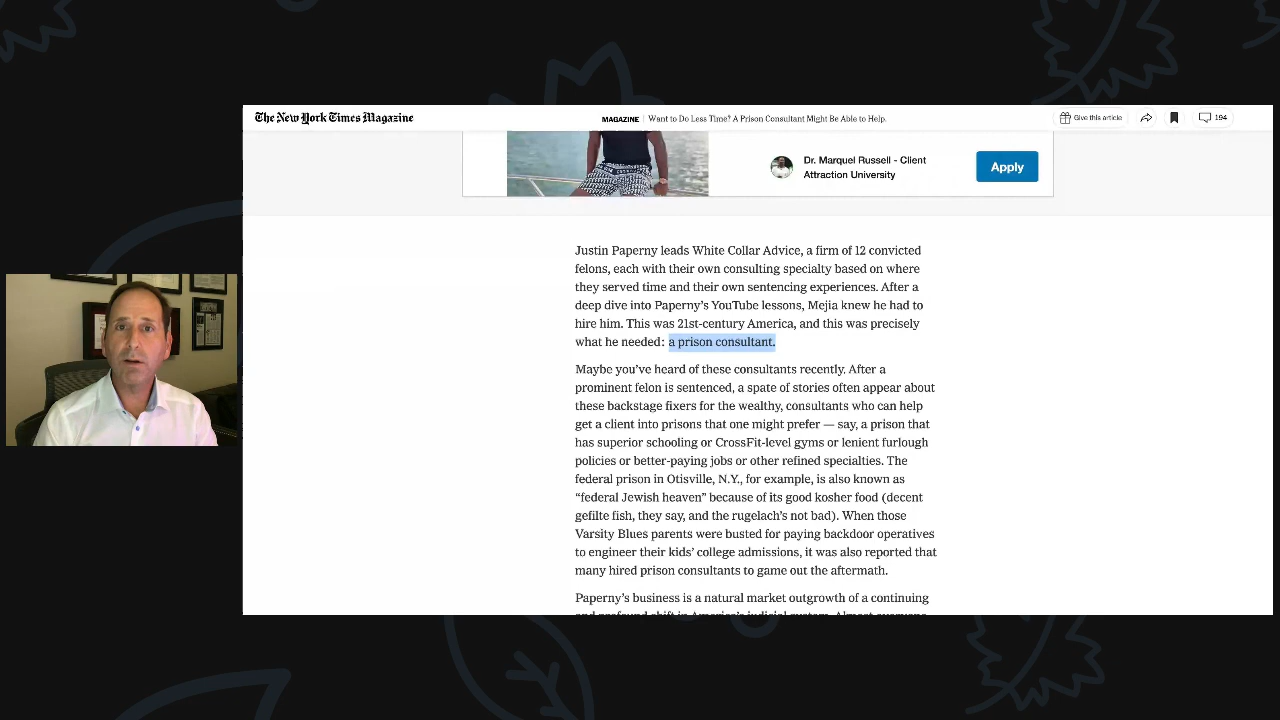 The New York Times Magazine
MAGAZINE | Want to Do Less Time? A Prison Consultant Might Be Able to Help.
Give this article
194
Dr. Marquel Russell - Client
Attraction University
Apply
Justin Paperny leads White Collar Advice, a firm of 12 convicted
felons, each with their own consulting specialty based on where
they served time and their own sentencing experiences. After a
deep dive into Paperny’s YouTube lessons, Mejia knew he had to
hire him. This was 21st-century America, and this was precisely
what he needed: a prison consultant.
Maybe you’ve heard of these consultants recently. After a
prominent felon is sentenced, a spate of stories often appear about
these backstage fixers for the wealthy, consultants who can help
get a client into prisons that one might prefer — say, a prison that
has superior schooling or CrossFit-level gyms or lenient furlough
policies or better-paying jobs or other refined specialties. The
federal prison in Otisville, N.Y., for example, is also known as
“federal Jewish heaven” because of its good kosher food (decent
gefilte fish, they say, and the rugelach’s not bad). When those
Varsity Blues parents were busted for paying backdoor operatives
to engineer their kids’ college admissions, it was also reported that
many hired prison consultants to game out the aftermath.
Paperny’s business is a natural market outgrowth of a continuing
and profound shift in America’s judicial system. Almost everyone